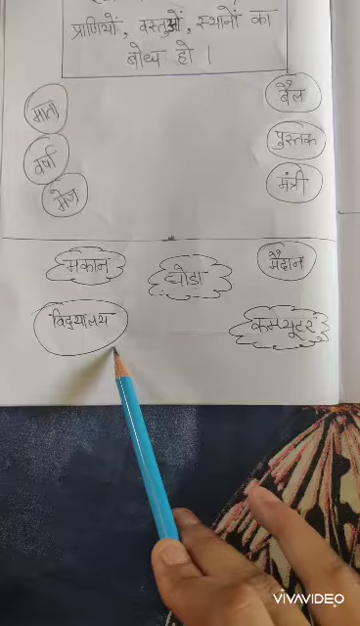 प्राणियों, वस्तुओं, स्थानों का
बोध्य हो ।
माता
बैल
वर्षा
पुस्तक
मेज
मंत्री
मकान
घोड़ा
मैदान
विद्यालय
कम्प्यूटर
VIVAVIDEO